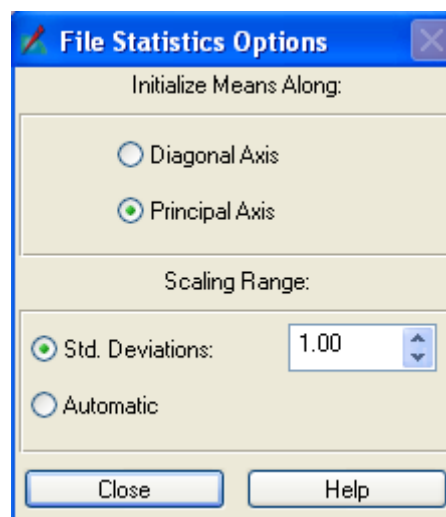 File Statistics Options
Initialize Means Along:
Diagonal Axis
Principal Axis
Scaling Range:
Std. Deviations: 1.00
Automatic
Close Help